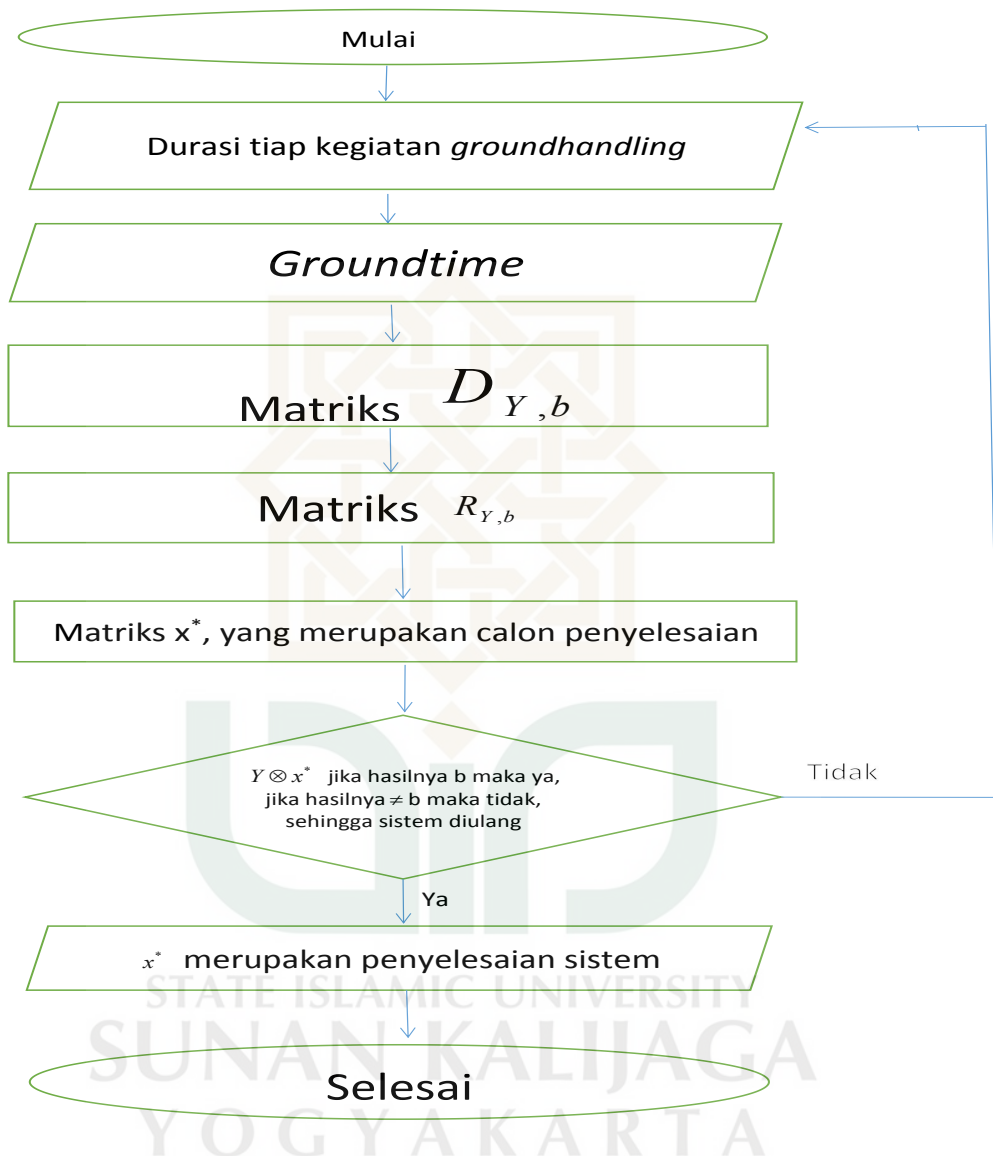 Mulai
Durasi tiap kegiatan groundhandling
Groundtime
Matriks D Y ,b
Matriks R Y ,b
Matriks x*, yang merupakan calon penyelesaian
Y ⊗ x* jika hasilnya b maka ya,
jika hasilnya ≠ b maka tidak,
sehingga sistem diulang
Tidak
Ya
x* merupakan penyelesaian sistem
STATE ISLAMIC UNIVERSITY
SUNAN KALIJAGA
Selesai
YOGYAKARTA